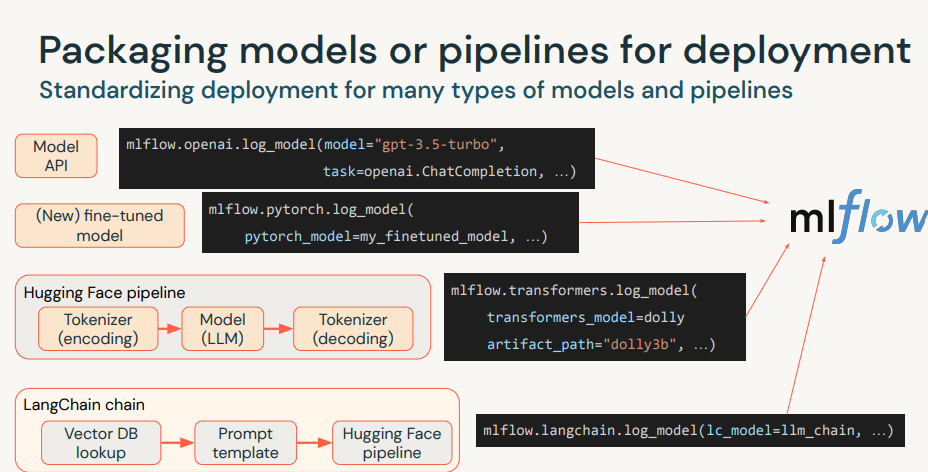 Packaging models or pipelines for deployment
Standardizing deployment for many types of models and pipelines
Model
API
mlflow.openai.log_model(model="gpt-3.5-turbo",
task=openai.ChatCompletion, ...)
(New) fine-tuned
model
mlflow.pytorch.log_model(
pytorch_model=my_finetuned_model, ...)
mlflow
Hugging Face pipeline
Tokenizer
(encoding)
Model
(LLM)
Tokenizer
(decoding)
mlflow.transformers.log_model(
transformers_model=dolly
artifact_path="dolly3b", ...)
LangChain chain
Vector DB
lookup
Prompt
template
Hugging Face
pipeline
mlflow.langchain.log_model(lc_model=llm_chain, ...)